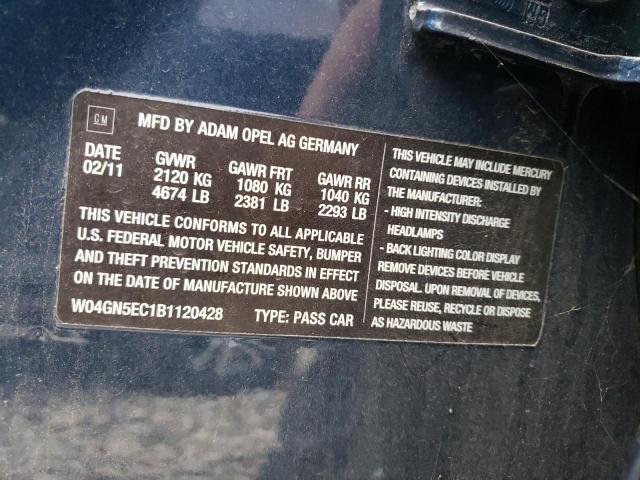 WB
GM
MFD BY ADAM OPEL AG GERMANY
DATE GVWR GAWR FRT GAWR RR
02/11 2120 KG 1080 KG 1040 KG
4674 LB 2381 LB 2293 LB
THIS VEHICLE CONFORMS TO ALL APPLICABLE
U.S. FEDERAL MOTOR VEHICLE SAFETY, BUMPER
AND THEFT PREVENTION STANDARDS IN EFFECT
ON THE DATE OF MANUFACTURE SHOWN ABOVE
W04GN5EC1B1120428 TYPE: PASS CAR
THIS VEHICLE MAY INCLUDE MERCURY
CONTAINING DEVICES INSTALLED BY
THE MANUFACTURER:
- HIGH INTENSITY DISCHARGE
HEADLAMPS
- BACK LIGHTING COLOR DISPLAY
REMOVE DEVICES BEFORE VEHICLE
DISPOSAL. UPON REMOVAL OF DEVICES,
PLEASE REUSE, RECYCLE OR DISPOSE
AS HAZARDOUS WASTE